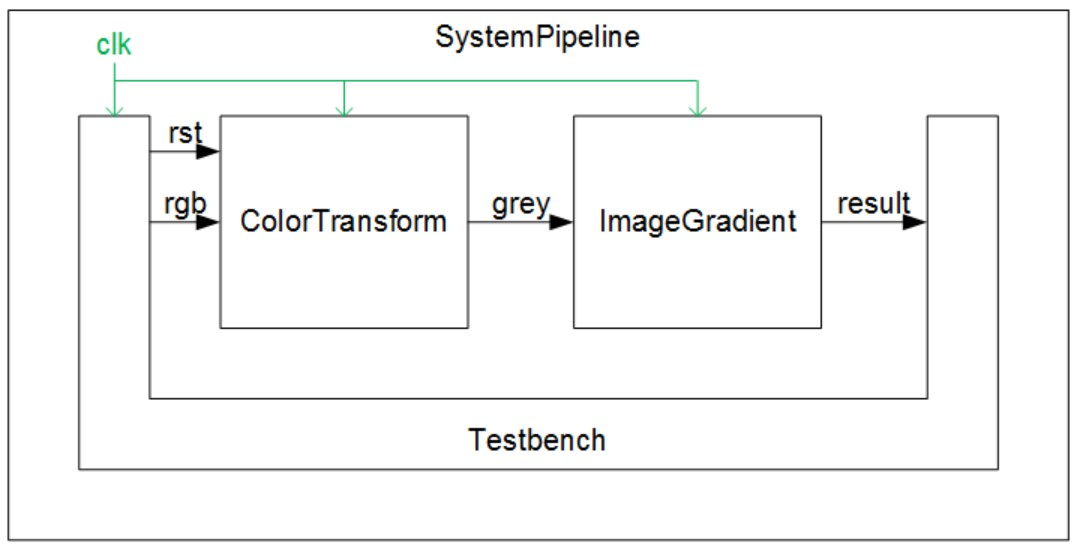 SystemPipeline
clk
rst
rgb
ColorTransform
grey
ImageGradient
result
Testbench